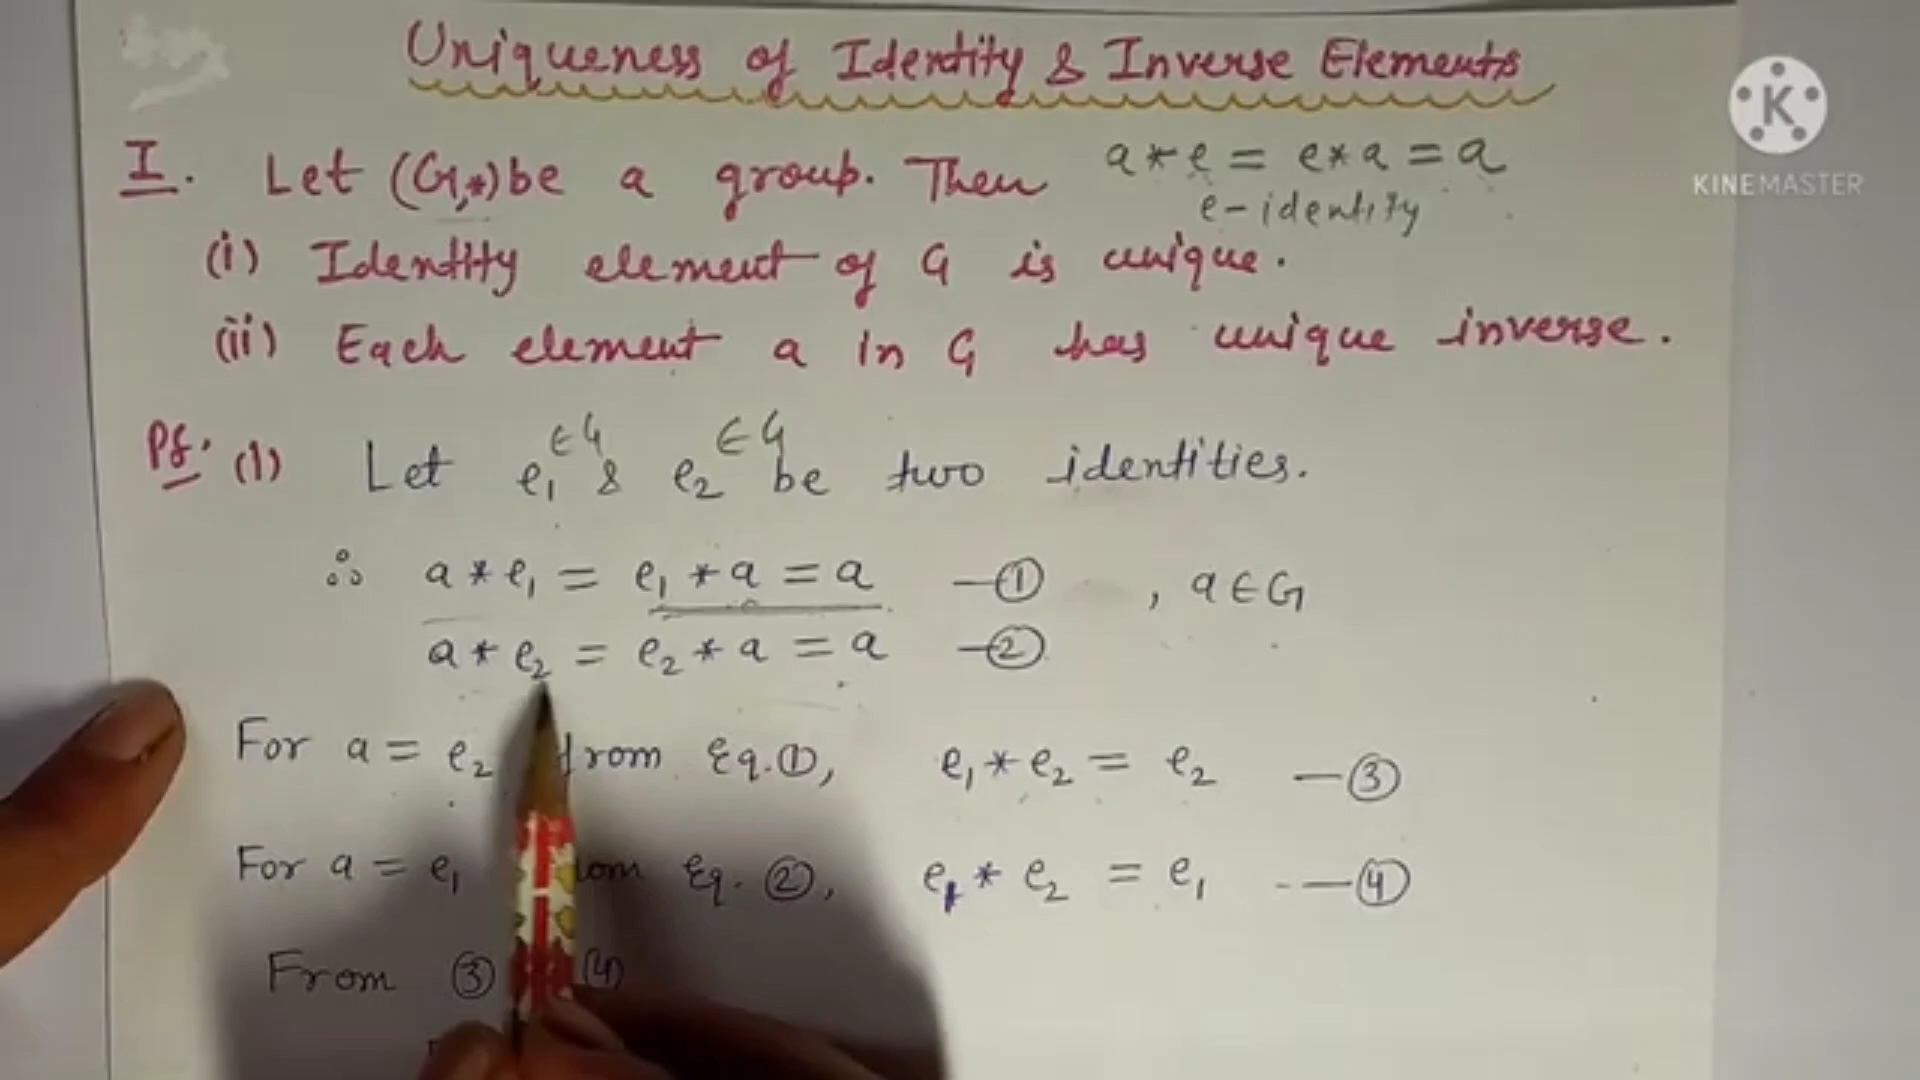 Uniqueness of Identity & Inverse Elements
I. Let (G,*) be a group. Then a * e = e * a = a
e - identity
KINEMASTER
(i) Identity element of G is unique.
(ii) Each element a in G has unique inverse.
Pf. (i) Let e₁ ∈ G & e₂ ∈ G be two identities.
∴ a * e₁ = e₁ * a = a —① , a ∈ G
a * e₂ = e₂ * a = a —②
For a = e₂ from Eq. ①, e₁ * e₂ = e₂ —③
For a = e₁ Eq. ②, e₁ * e₂ = e₁ —④
From ③ ④